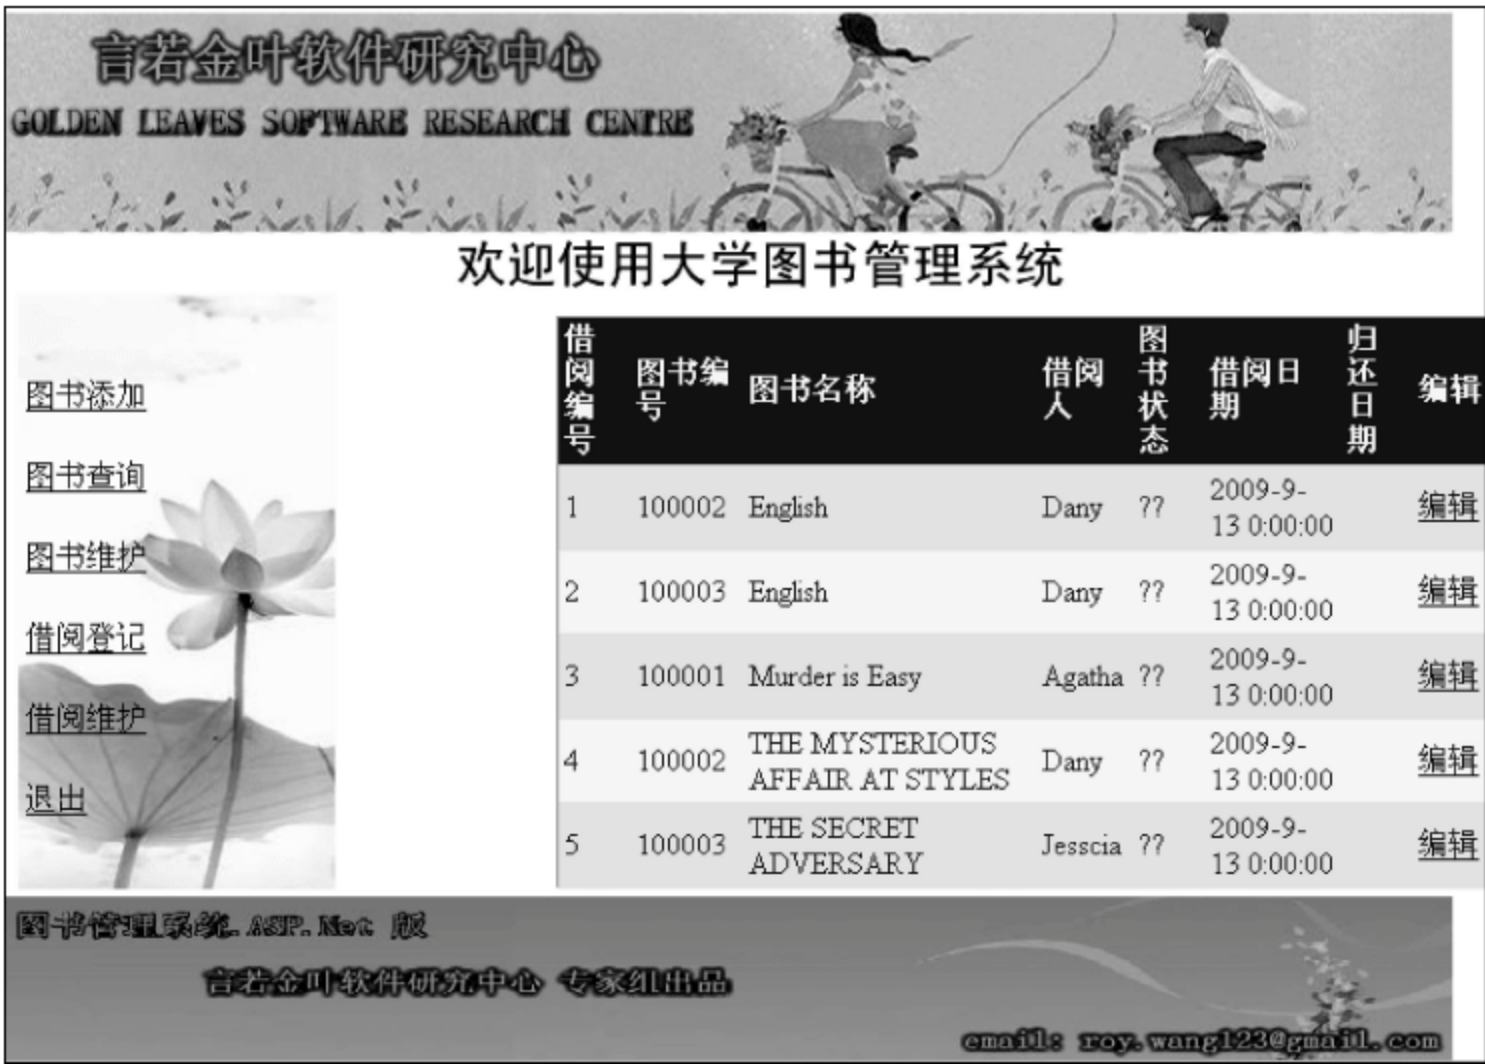 言若金叶软件研究中心
GOLDEN LEAVES SOFTWARE RESEARCH CENTRE
欢迎使用大学图书管理系统
图书添加
图书查询
图书维护
借阅登记
借阅维护
退出
借阅编号 图书编号 图书名称 借阅人 图书状态 借阅日期 归还日期 编辑
1 100002 English Dany ?? 2009-9-13 0:00:00 编辑
2 100003 English Dany ?? 2009-9-13 0:00:00 编辑
3 100001 Murder is Easy Agatha ?? 2009-9-13 0:00:00 编辑
4 100002 THE MYSTERIOUS AFFAIR AT STYLES Dany ?? 2009-9-13 0:00:00 编辑
5 100003 THE SECRET ADVERSARY Jesscia ?? 2009-9-13 0:00:00 编辑
图书管理系统.ASP.Net 版
言若金叶软件研究中心 专家组出品
email: roy.wang123@gmail.com